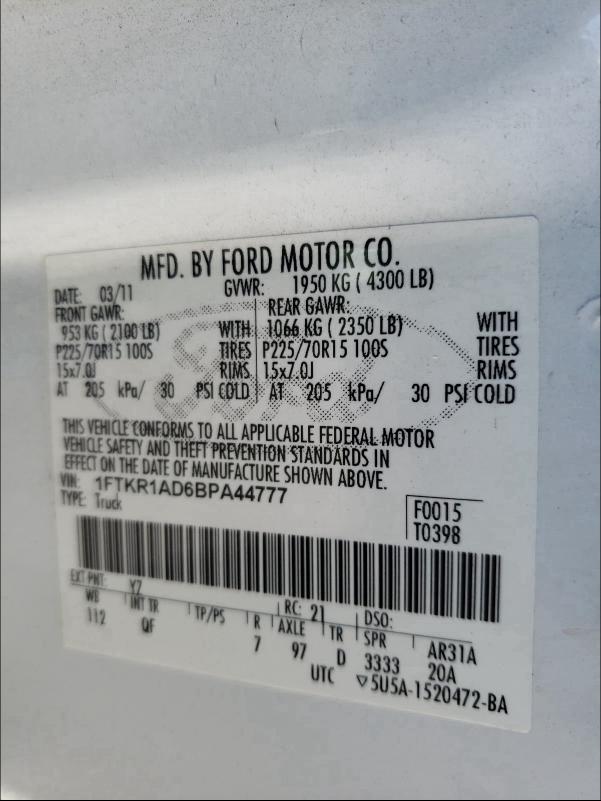 MFD. BY FORD MOTOR CO.
DATE: 03/11 GVWR: 1950 KG ( 4300 LB)
FRONT GAWR: REAR GAWR:
953 KG (2100 LB) WITH 1066 KG ( 2350 LB) WITH
P225/70R15 100S TIRES P225/70R15 100S TIRES
15x7.0J RIMS 15x7.0J RIMS
AT 205 kPa/ 30 PSI COLD AT 205 kPa/ 30 PSI COLD
THIS VEHICLE CONFORMS TO ALL APPLICABLE FEDERAL MOTOR
VEHICLE SAFETY AND THEFT PREVENTION STANDARDS IN
EFFECT ON THE DATE OF MANUFACTURE SHOWN ABOVE.
VIN: 1FTKR1AD6BPA44777
TYPE: Truck
F0015
T0398
EXT PNT: YZ RC: 21 DSO:
WB INT TR TP/PS R AXLE TR SPR AR31A
112 QF 7 97 D 3333 20A
UTC ▽5U5A-1520472-BA
Ford